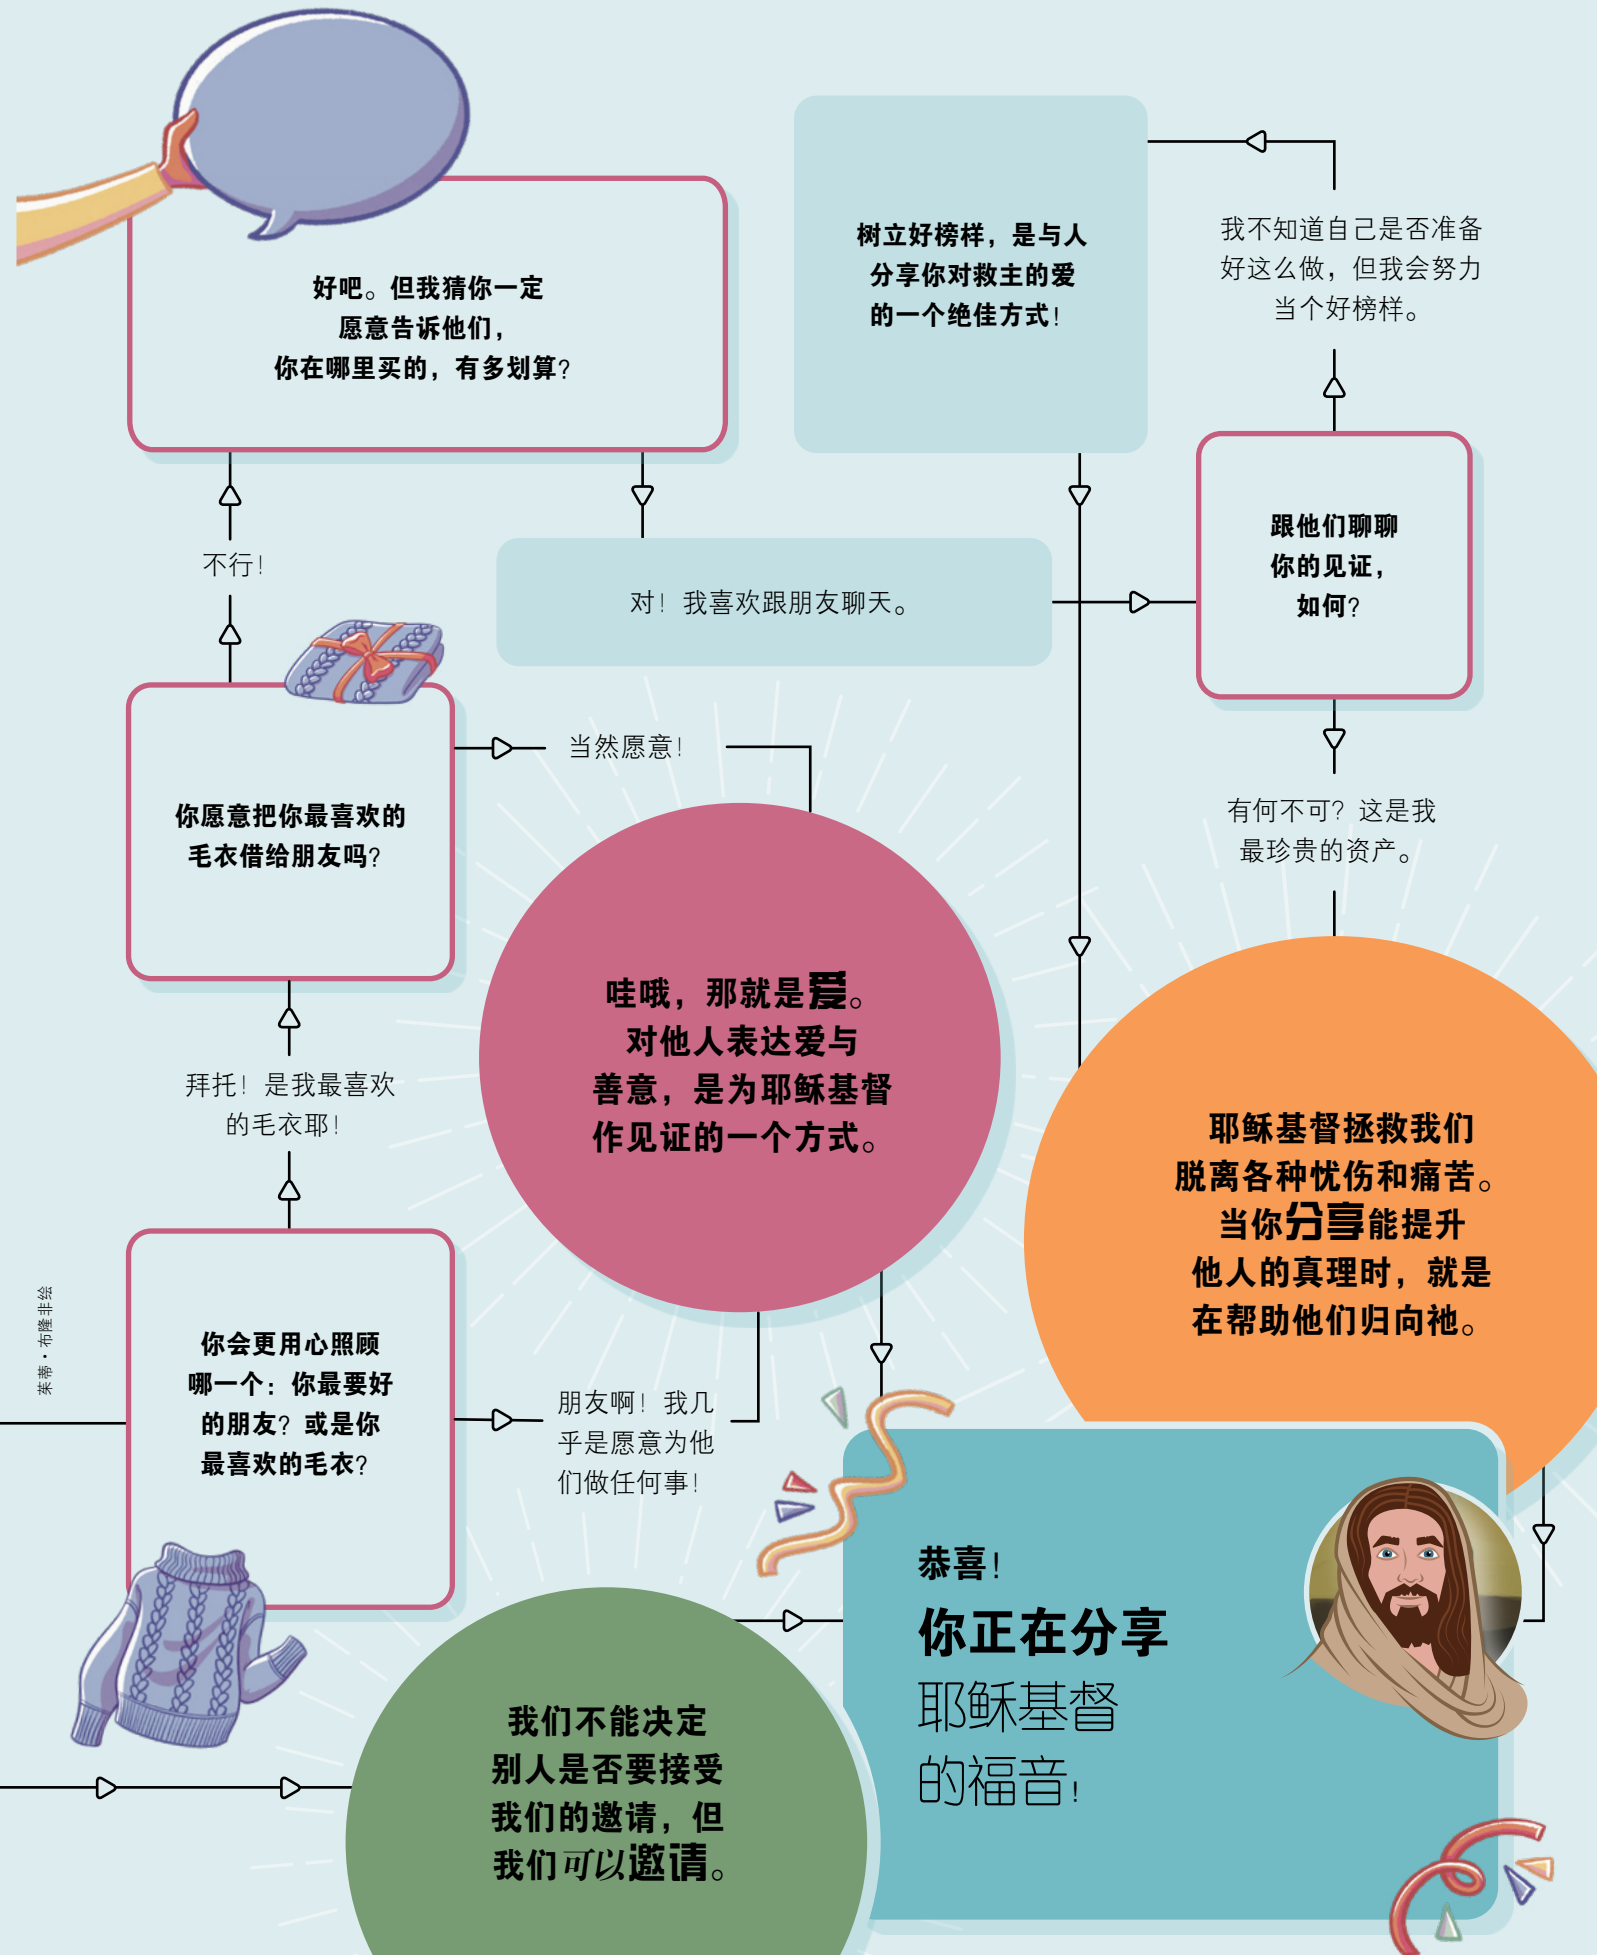 好吧。但我猜你一定
愿意告诉他们，
你在哪里买的，有多划算？
树立好榜样，是与人
分享你对救主的爱
的一个绝佳方式！
我不知道自己是否准备
好这么做，但我会努力
当个好榜样。
不行！
对！我喜欢跟朋友聊天。
跟他们聊聊
你的见证，
如何？
当然愿意！
你愿意把你最喜欢的
毛衣借给朋友吗？
有何不可？这是我
最珍贵的资产。
哇哦，那就是爱。
对他人表达爱与
善意，是为耶稣基督
作见证的一个方式。
拜托！是我最喜欢
的毛衣耶！
耶稣基督拯救我们
脱离各种忧伤和痛苦。
当你分享能提升
他人的真理时，就是
在帮助他们归向祂。
茱蒂·布隆非绘
你会更用心照顾
哪一个：你最要好
的朋友？或是你
最喜欢的毛衣？
朋友啊！我几
乎是愿意为他
们做任何事！
恭喜！
你正在分享
耶稣基督
的福音！
我们不能决定
别人是否要接受
我们的邀请，但
我们可以邀请。